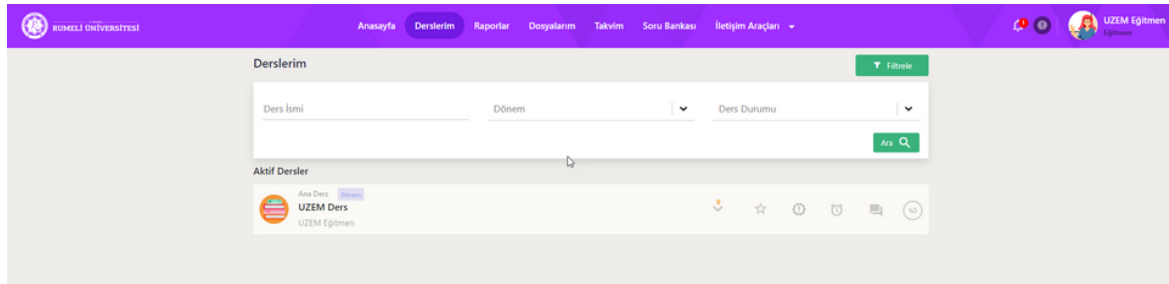 RUMELİ ÜNİVERSİTESİ
Anasayfa Derslerim Raporlar Dosyalarım Takvim Soru Bankası İletişim Araçları
UZEM Eğitmen
Eğitmen
Derslerim
Filtrele
Ders İsmi Dönem Ders Durumu
Ara
Aktif Dersler
Ana Ders Dönem
UZEM Ders
UZEM Eğitmen